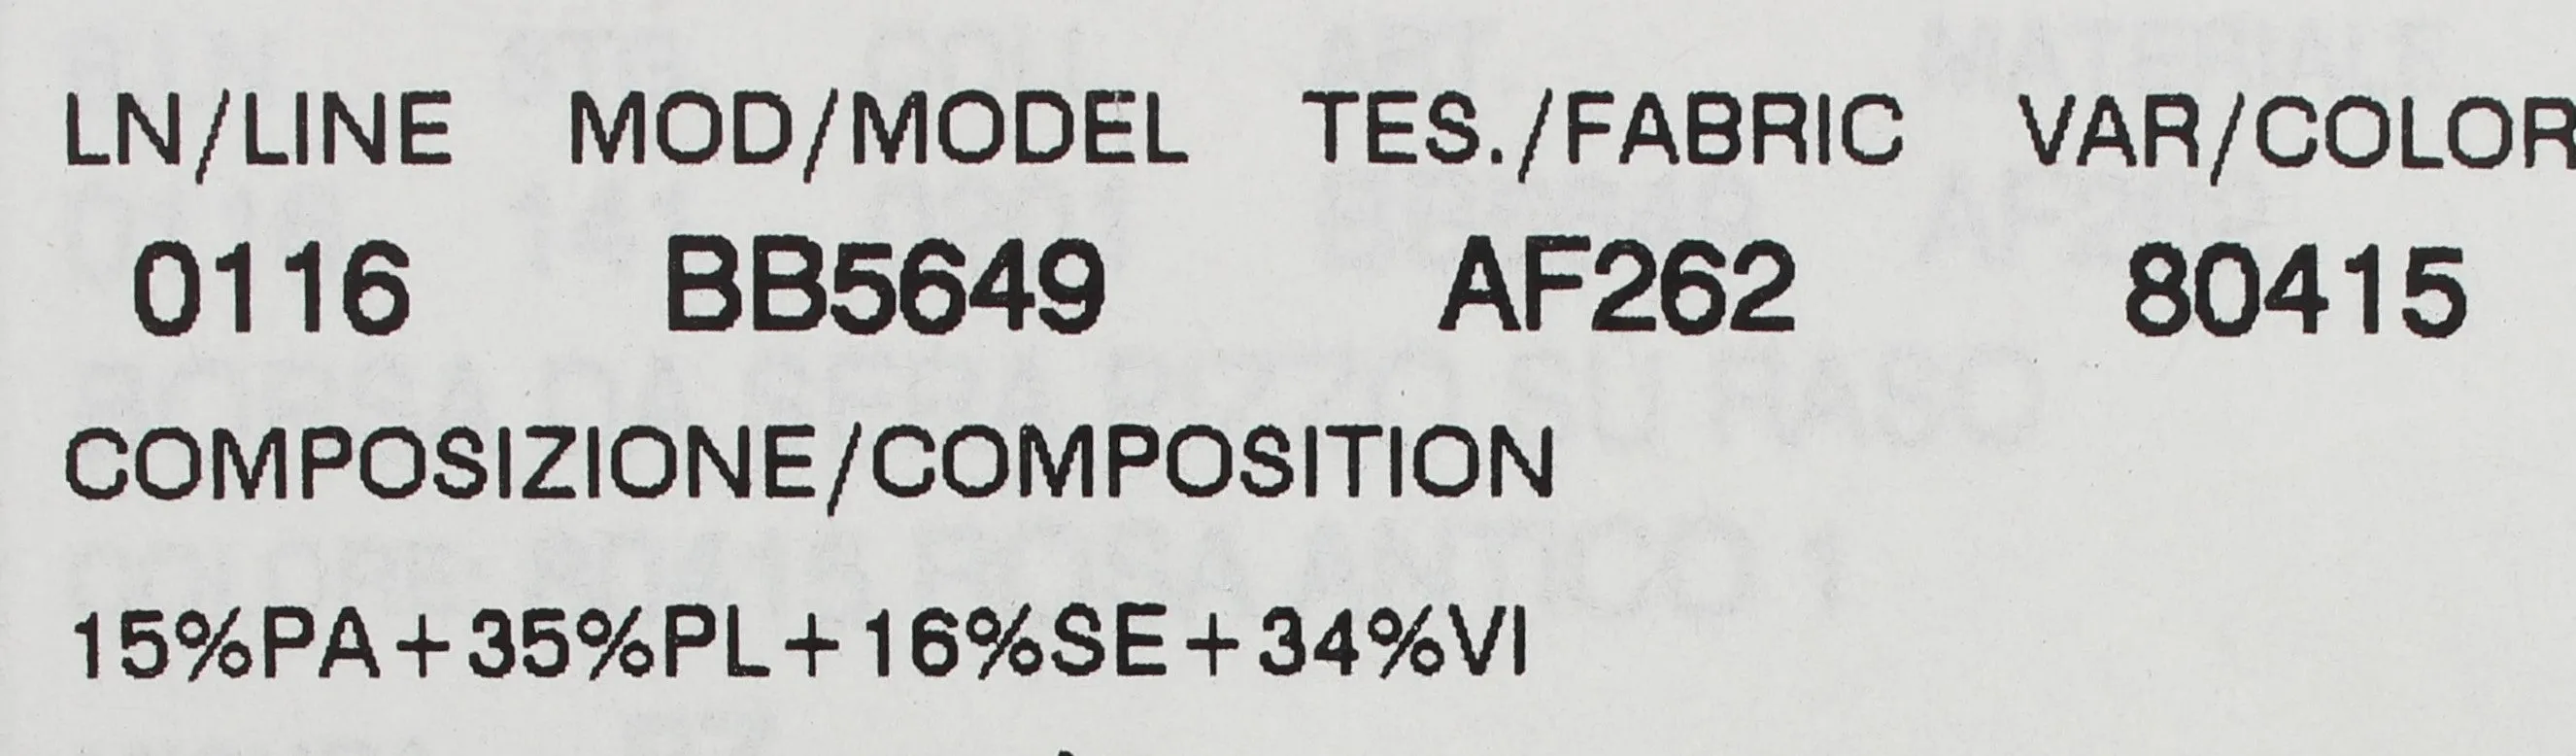 LN/LINE MOD/MODEL TES./FABRIC VAR/COLOR
0116 BB5649 AF262 80415
COMPOSIZIONE/COMPOSITION
15%PA+35%PL+16%SE+34%VI